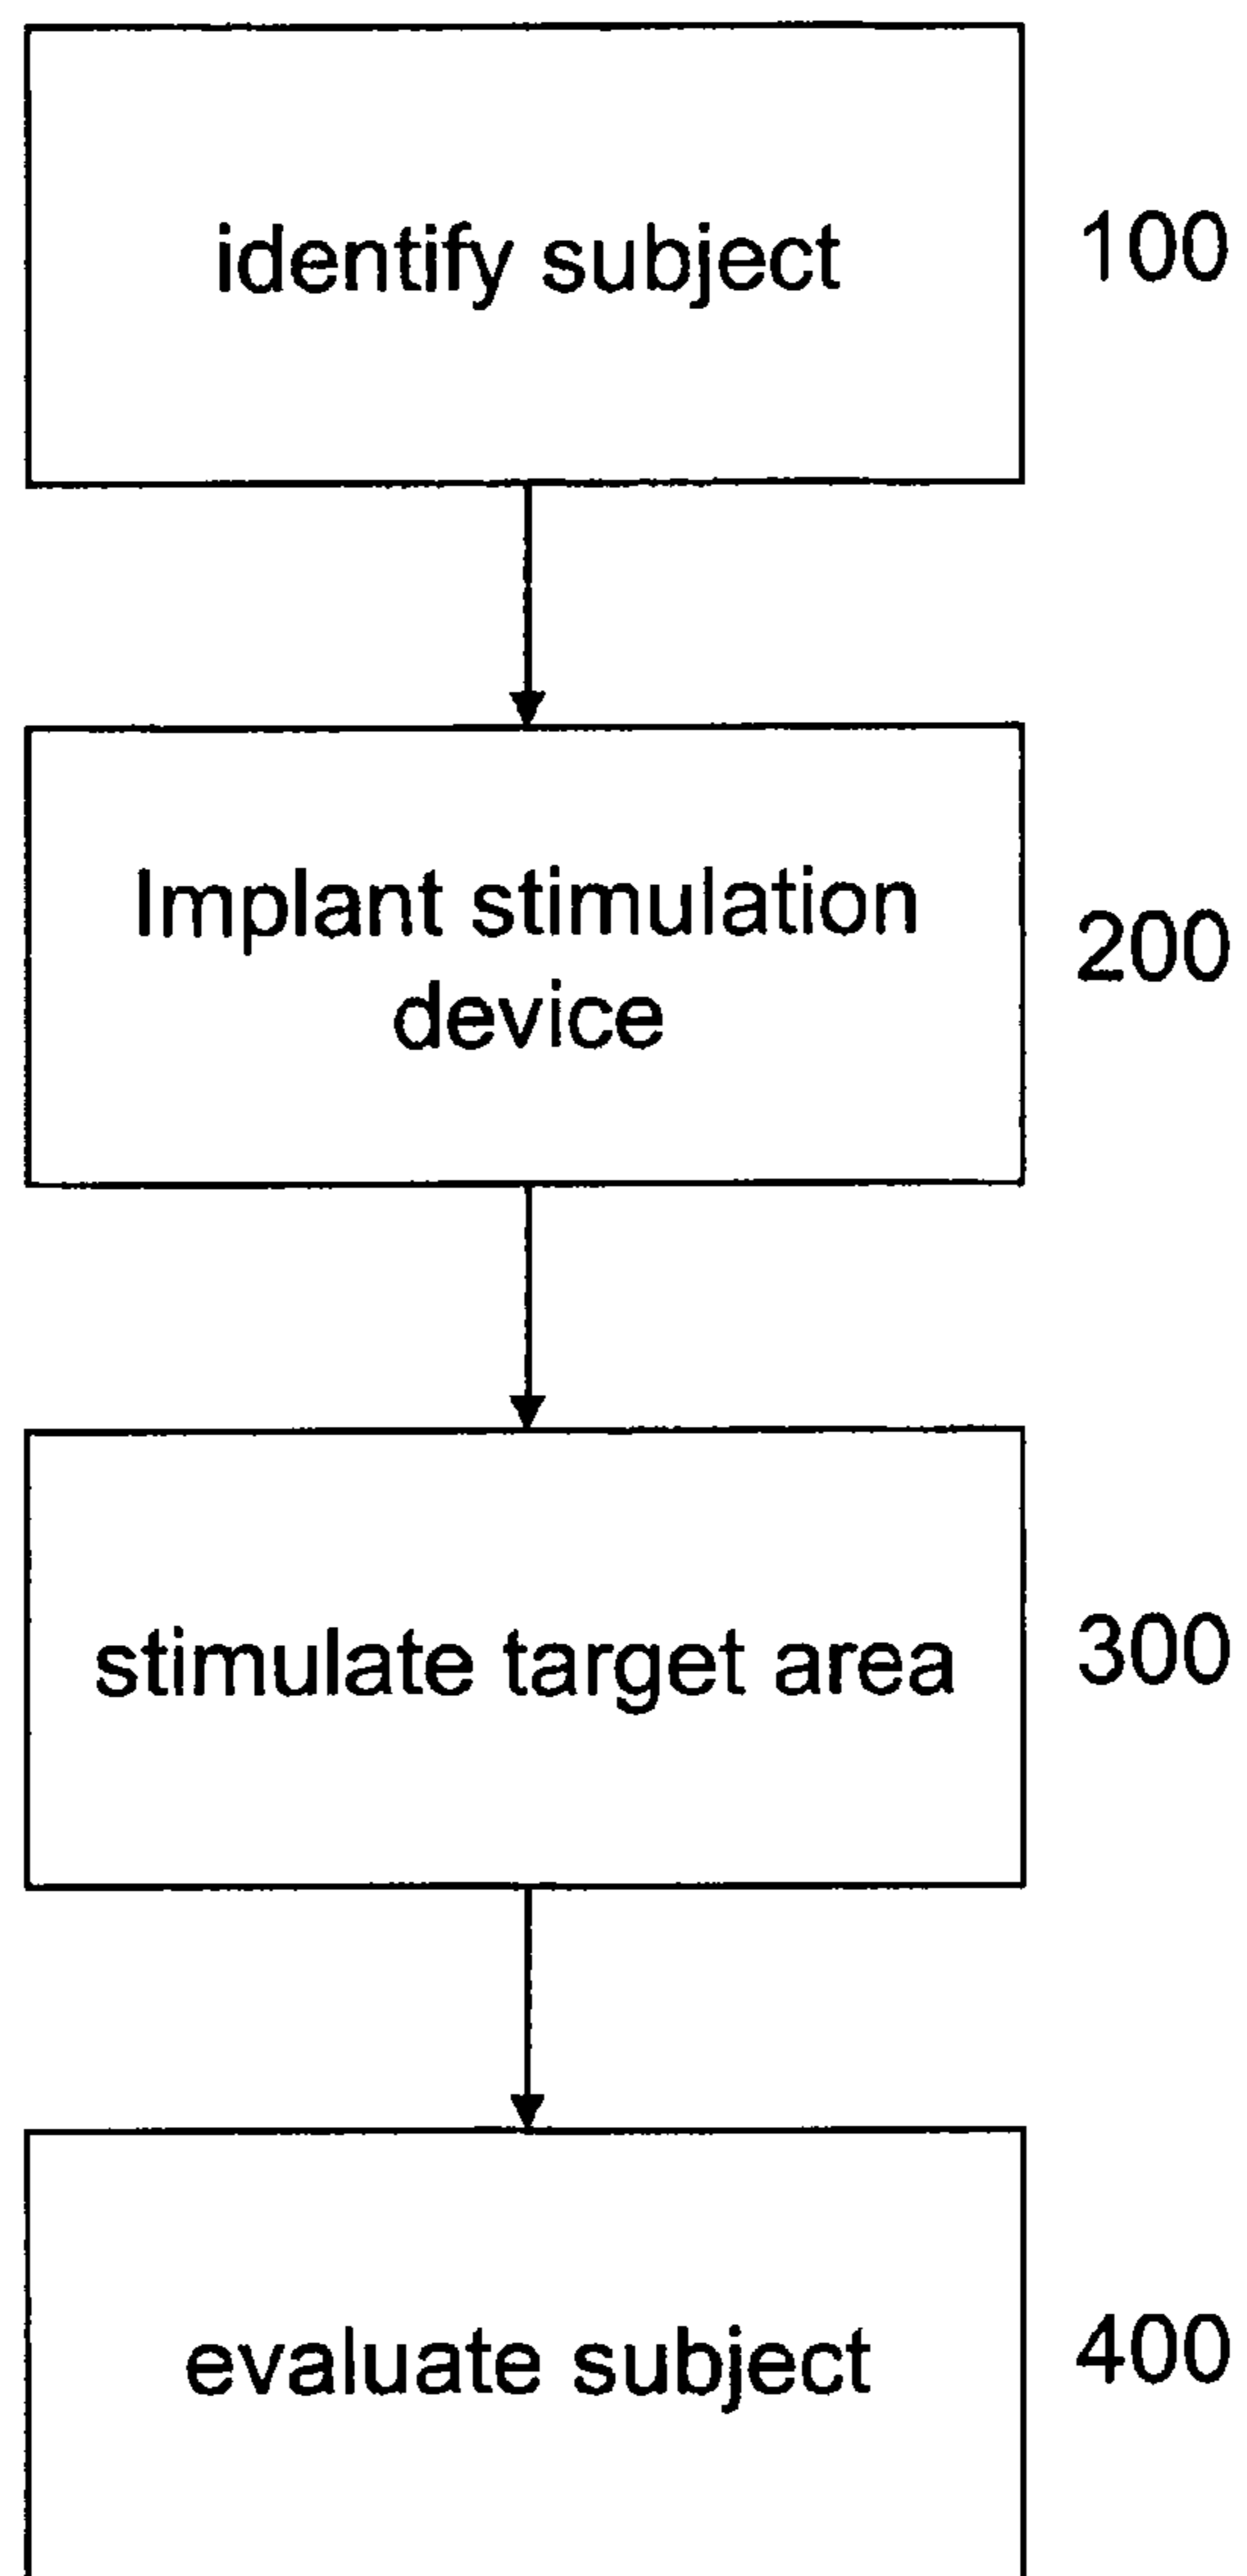 identify subject 100
Implant stimulation
device
200
stimulate target area 300
evaluate subject 400